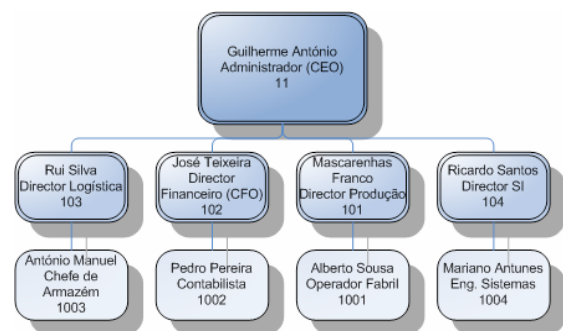 Guilherme António
Administrador (CEO)
11
Rui Silva
Director Logística
103
José Teixeira
Director
Financeiro (CFO)
102
Mascarenhas
Franco
Director Produção
101
Ricardo Santos
Director SI
104
António Manuel
Chefe de
Armazém
1003
Pedro Pereira
Contabilista
1002
Alberto Sousa
Operador Fabril
1001
Mariano Antunes
Eng. Sistemas
1004